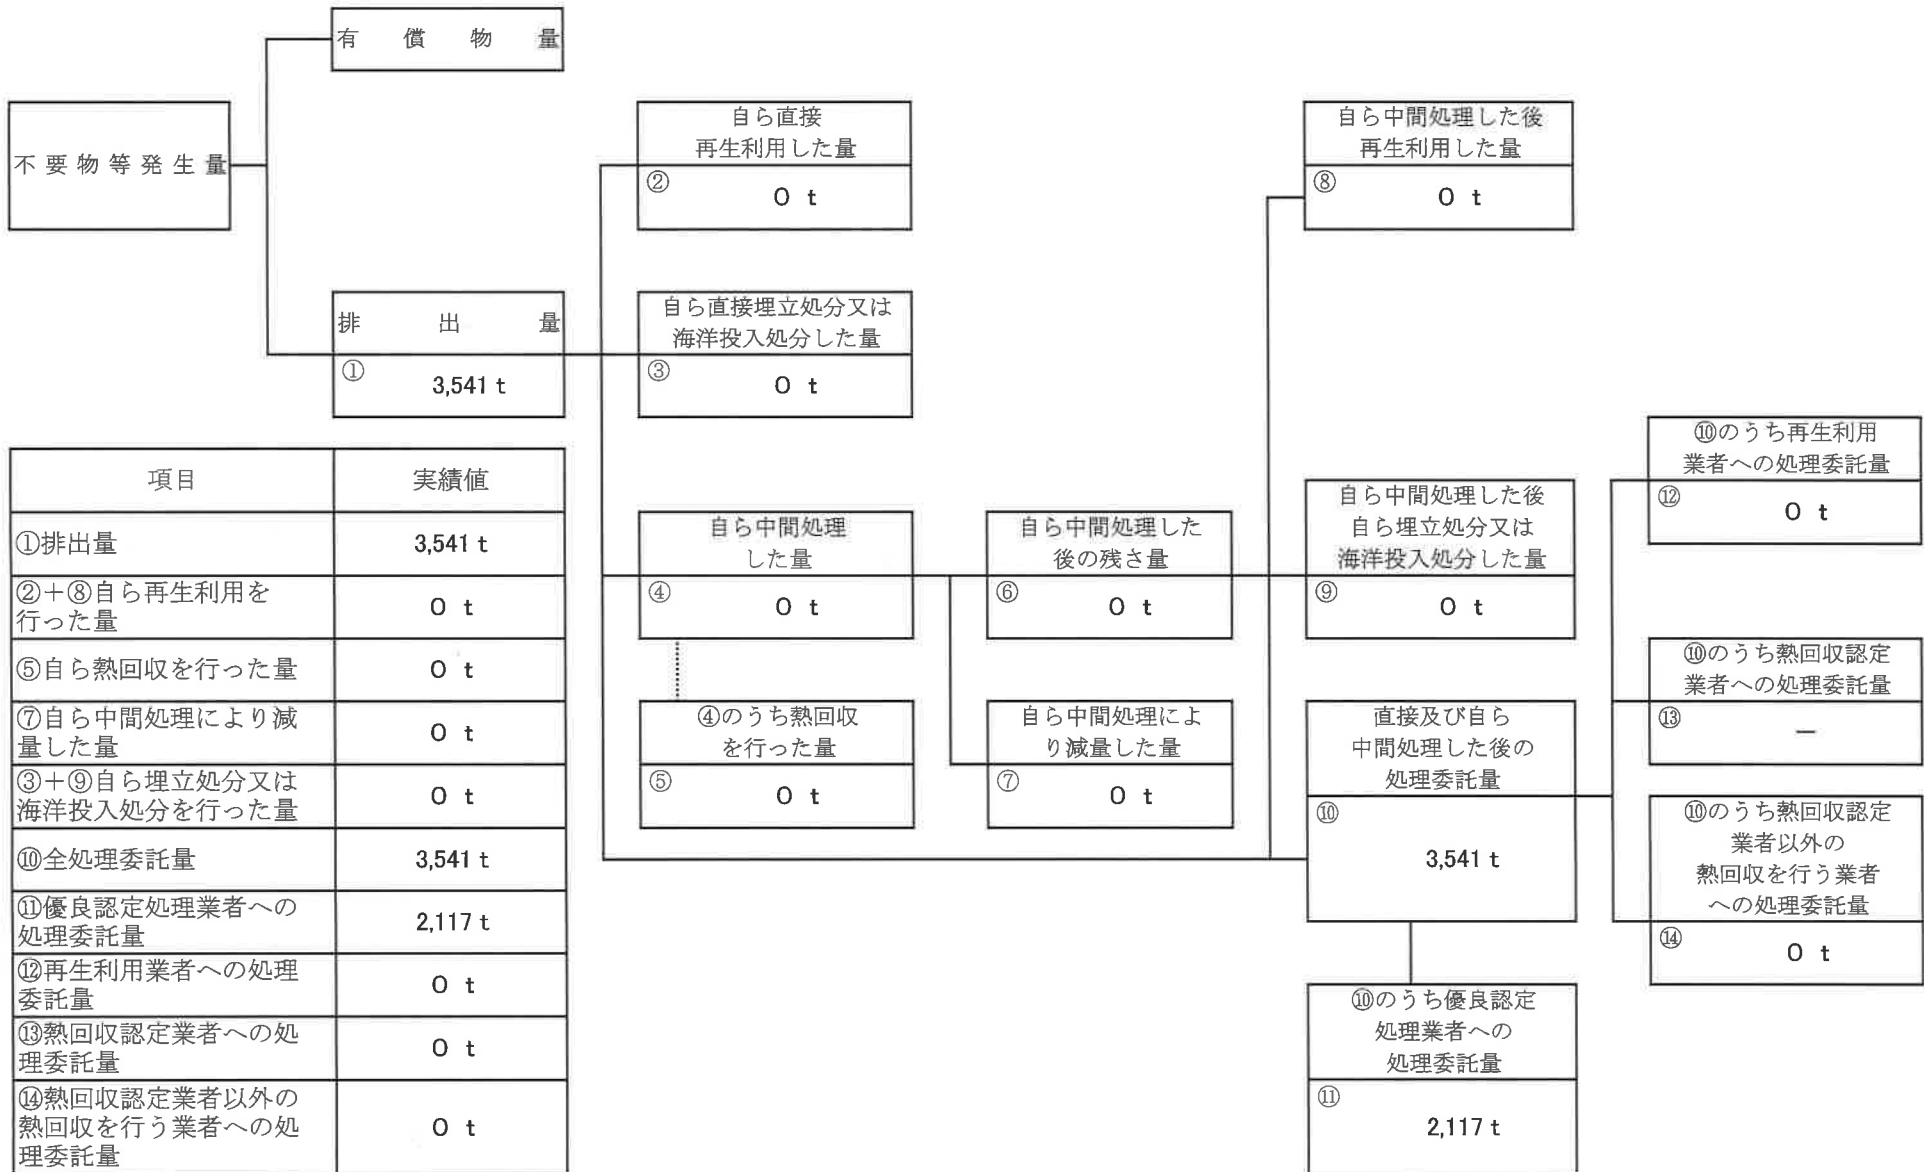 有償物量
不要物等発生量
排出量
① 3,541 t
自ら直接
再生利用した量
② 0 t
自ら直接埋立処分又は
海洋投入処分した量
③ 0 t
自ら中間処理
した量
④ 0 t
④のうち熱回収
を行った量
⑤ 0 t
自ら中間処理した
後の残さ量
⑥ 0 t
自ら中間処理によ
り減量した量
⑦ 0 t
自ら中間処理した後
再生利用した量
⑧ 0 t
自ら中間処理した後
自ら埋立処分又は
海洋投入処分した量
⑨ 0 t
直接及び自ら
中間処理した後の
処理委託量
⑩
3,541 t
⑩のうち優良認定
処理業者への
処理委託量
⑪
2,117 t
⑩のうち再生利用
業者への処理委託量
⑫ 0 t
⑩のうち熱回収認定
業者への処理委託量
⑬ ー
⑩のうち熱回収認定
業者以外の
熱回収を行う業者
への処理委託量
⑭ 0 t
項目 実績値
①排出量 3,541 t
②+⑧自ら再生利用を
行った量 0 t
⑤自ら熱回収を行った量 0 t
⑦自ら中間処理により減
量した量 0 t
③+⑨自ら埋立処分又は
海洋投入処分を行った量 0 t
⑩全処理委託量 3,541 t
⑪優良認定処理業者への
処理委託量 2,117 t
⑫再生利用業者への処理
委託量 0 t
⑬熱回収認定業者への処
理委託量 0 t
⑭熱回収認定業者以外の
熱回収を行う業者への処
理委託量 0 t